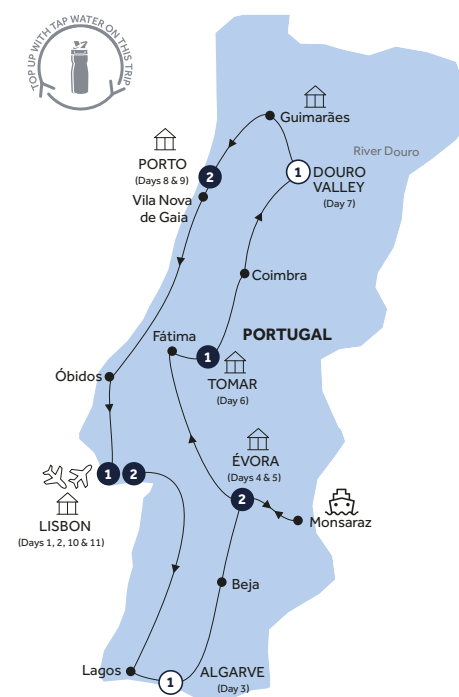 TOP UP WITH TAP WATER ON THIS TRIP
Guimarães
River Douro
PORTO
(Days 8 & 9)
2
1
DOURO
VALLEY
(Day 7)
Vila Nova
de Gaia
Coimbra
PORTUGAL
Fátima
1
TOMAR
(Day 6)
Óbidos
ÉVORA
(Days 4 & 5)
1
2
2
LISBON
(Days 1, 2, 10 & 11)
Monsaraz
Beja
Lagos
1
ALGARVE
(Day 3)